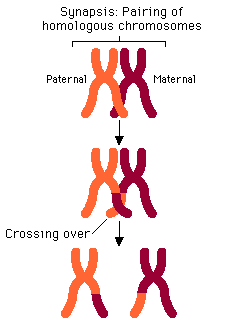 Synapsis: Pairing of
homologous chromosomes
Paternal
Maternal
Crossing over